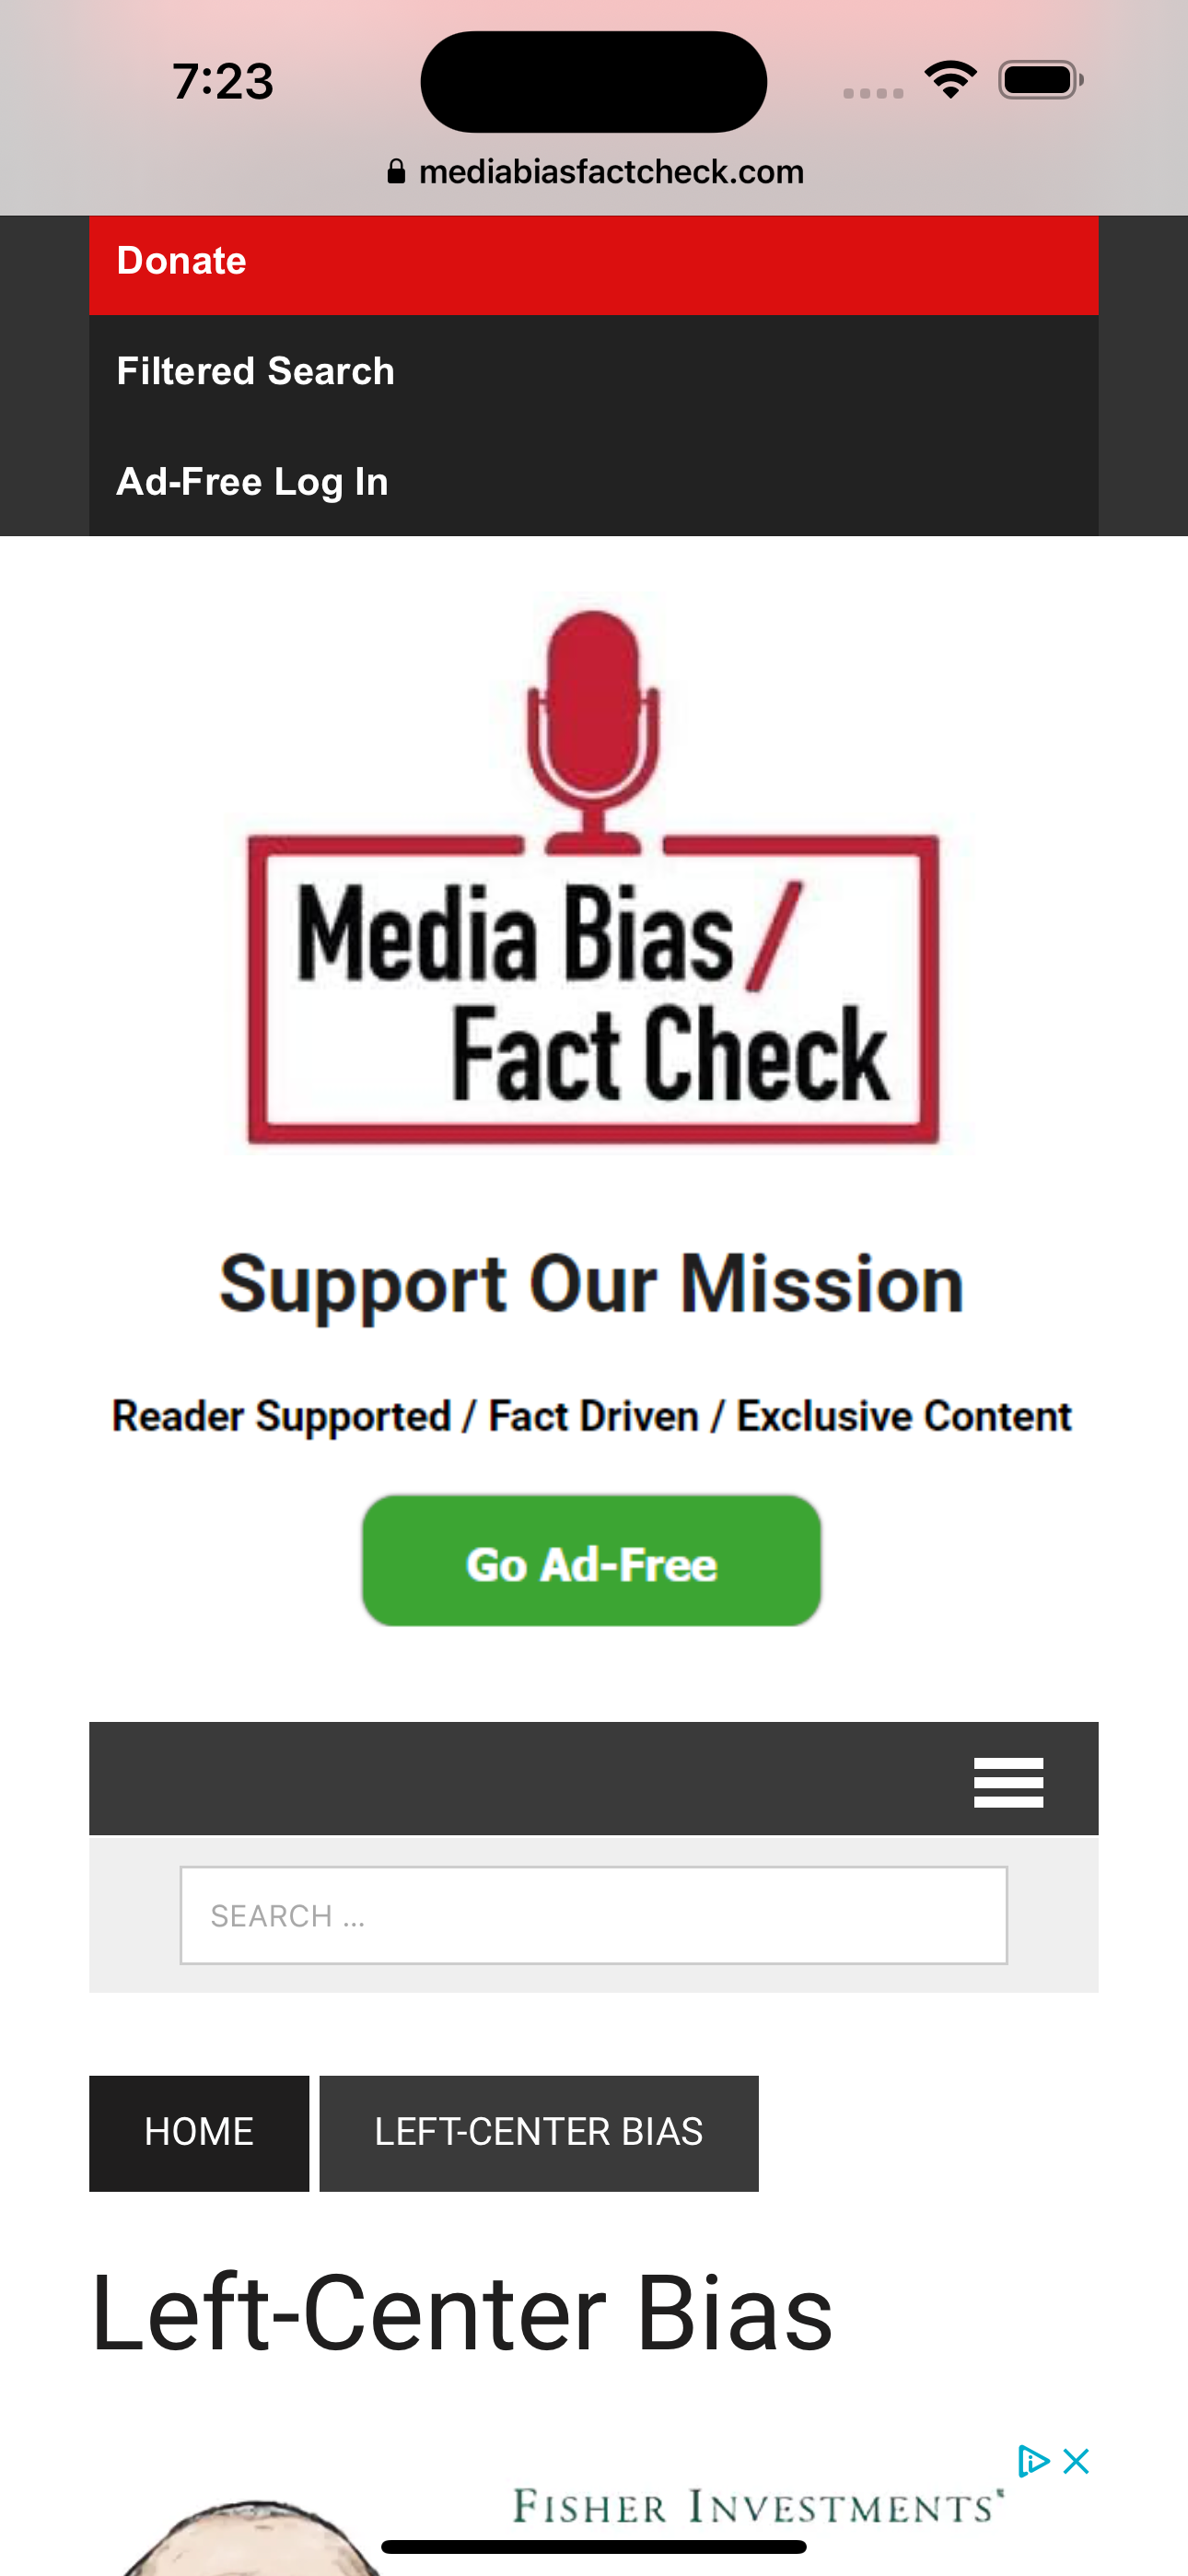 7:23
mediabiasfactcheck.com
Donate
Filtered Search
Ad-Free Log In
Media Bias /
Fact Check
Support Our Mission
Reader Supported / Fact Driven / Exclusive Content
Go Ad-Free
SEARCH ...
HOME
LEFT-CENTER BIAS
Left-Center Bias
FISHER INVESTMENTS